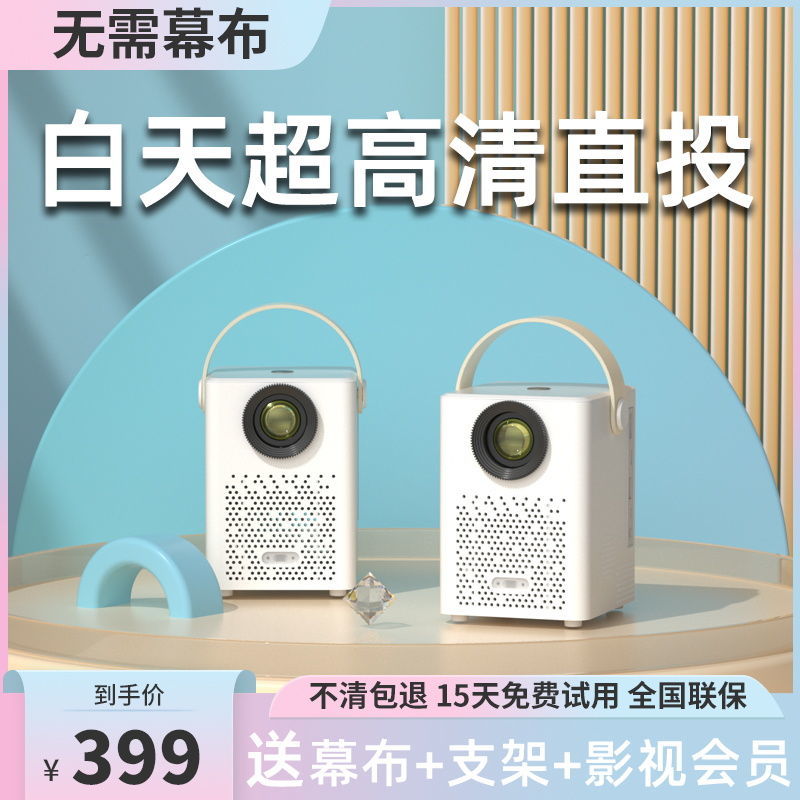 无需幕布
白天超高清直投
到手价
¥ 399
不清包退 15天免费试用 全国联保
送幕布+支架+影视会员